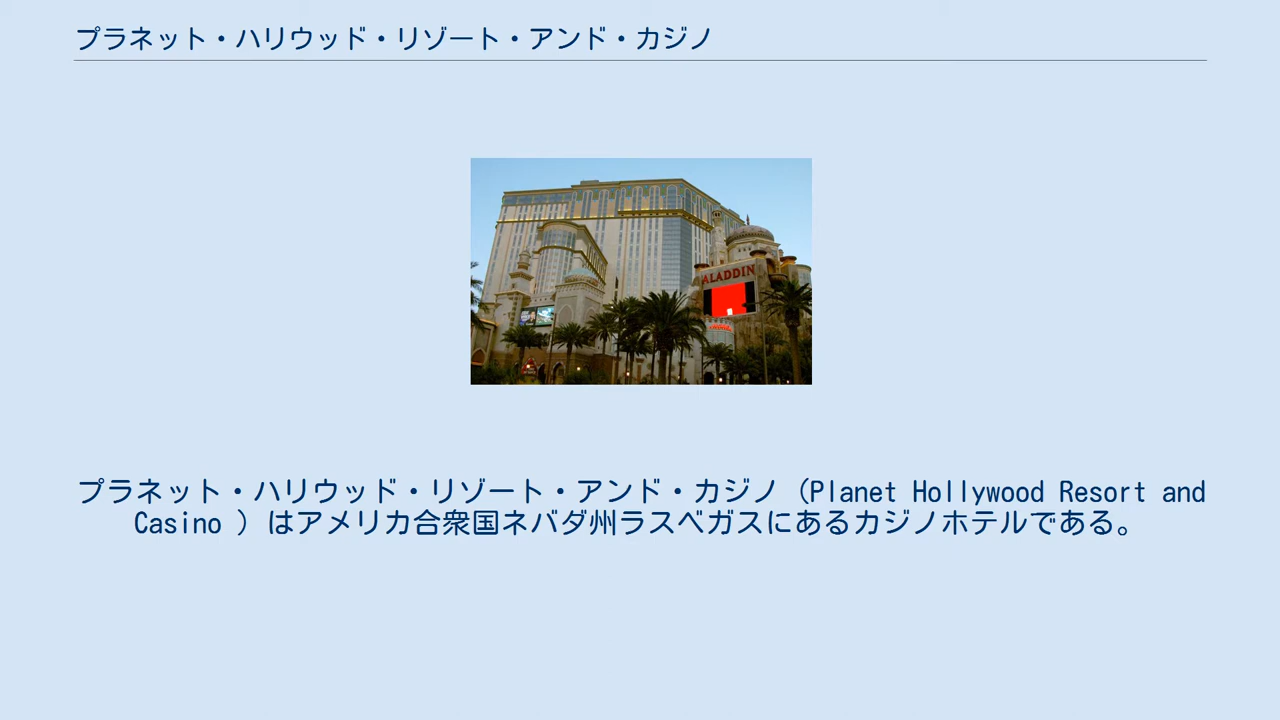 プラネット・ハリウッド・リゾート・アンド・カジノ
ALADDIN
プラネット・ハリウッド・リゾート・アンド・カジノ（Planet Hollywood Resort and
Casino ）はアメリカ合衆国ネバダ州ラスベガスにあるカジノホテルである。